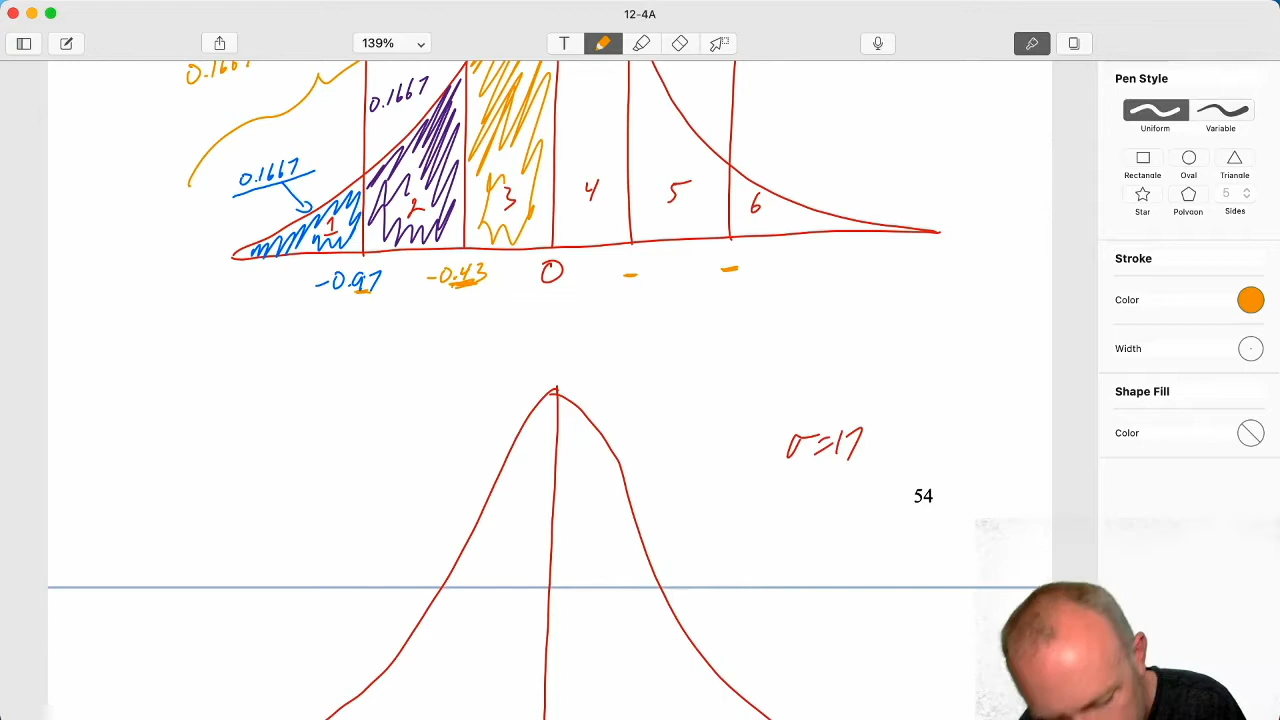 12-4A
139%
T
Pen Style
Uniform
Variable
Rectangle
Oval
Triangle
Star
Polygon
5
Sides
Stroke
Color
Width
Shape Fill
Color
0.1667
0.1667
0.1667
1
2
3
4
5
6
-0.97
-0.43
0
-
-
σ=17
54